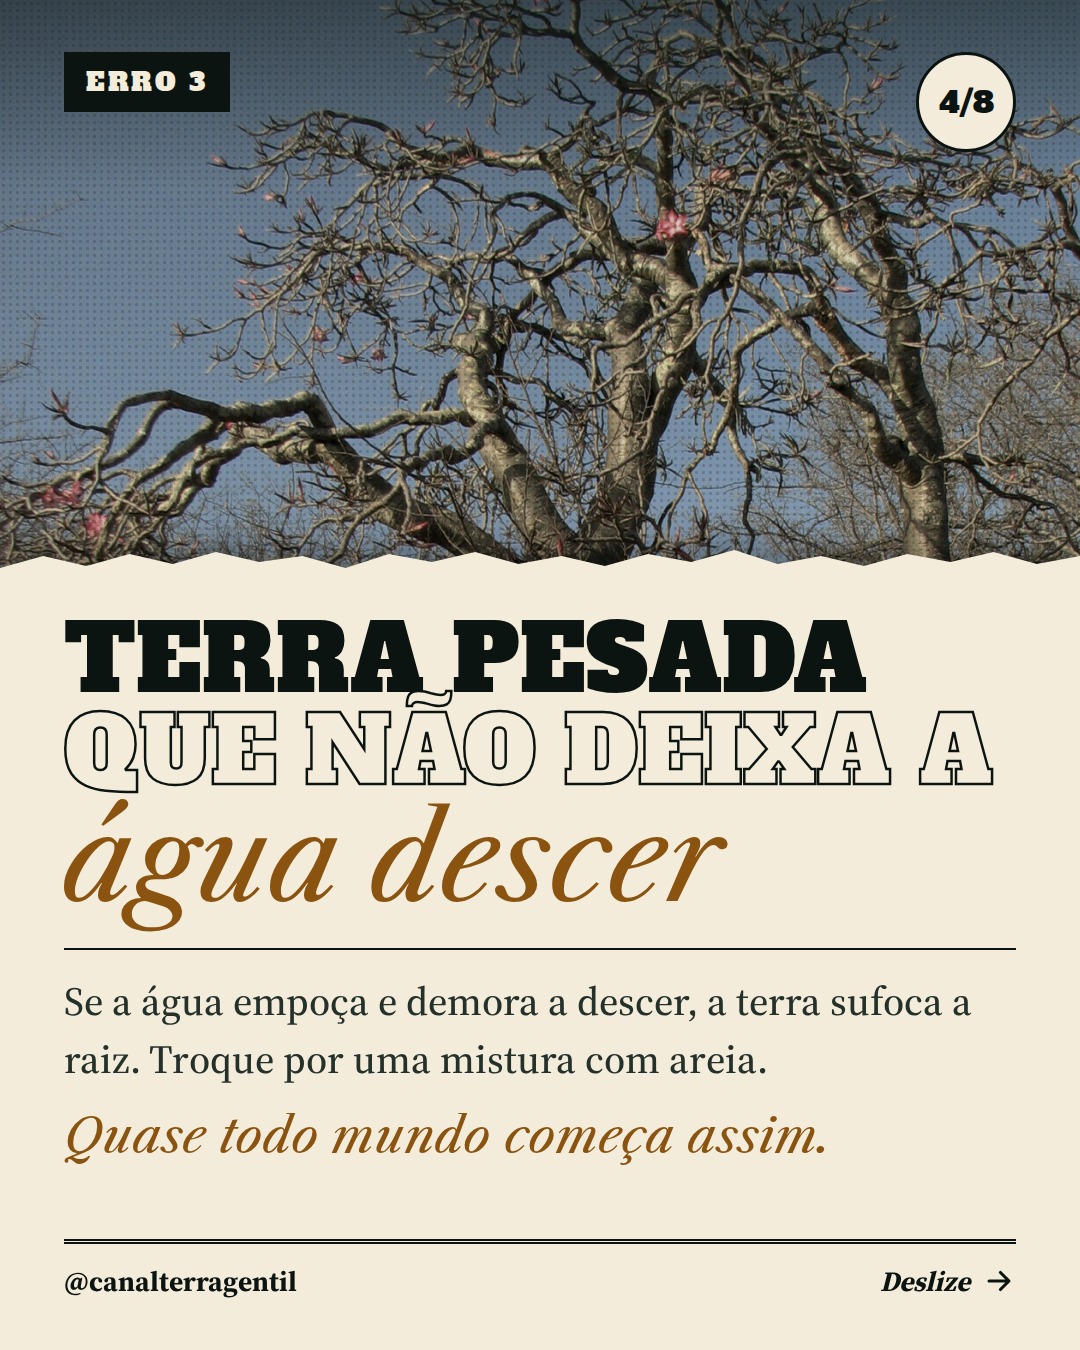 ERRO 3
4/8
TERRA PESADA
QUE NÃO DEIXA A
água descer
Se a água empoça e demora a descer, a terra sufoca a
raiz. Troque por uma mistura com areia.
Quase todo mundo começa assim.
@canalterragentil
Deslize →